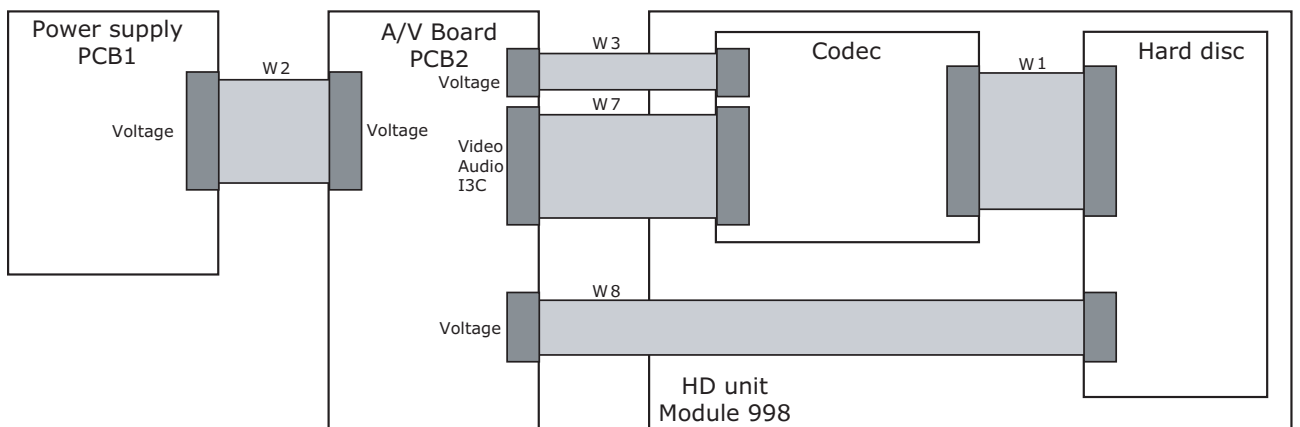 Power supply
PCB1
W2
Voltage
Voltage
A/V Board
PCB2
Voltage
Video
Audio
I3C
Voltage
W3
W7
W8
Codec
W1
Hard disc
HD unit
Module 998